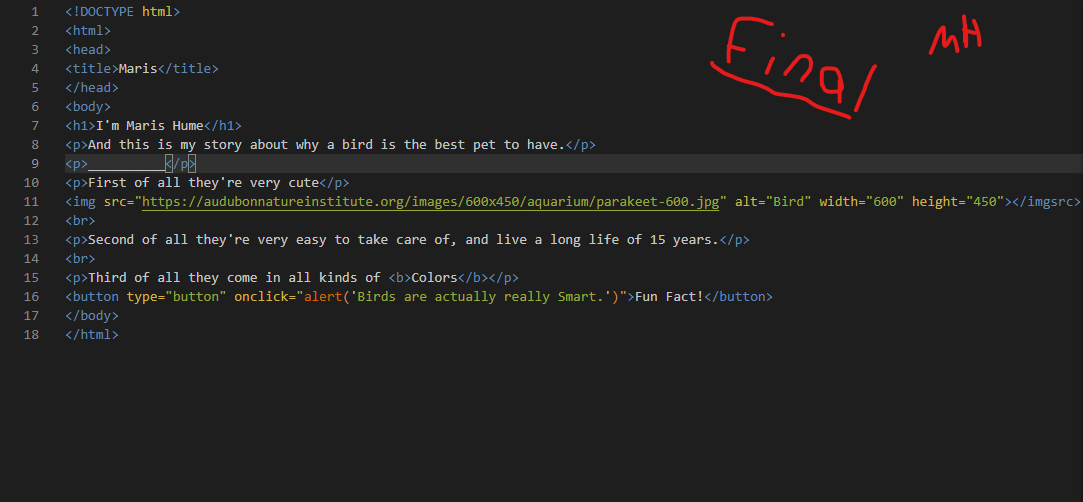 Final
MH
1 <!DOCTYPE html>
2 <html>
3 <head>
4 <title>Maris</title>
5 </head>
6 <body>
7 <h1>I'm Maris Hume</h1>
8 <p>And this is my story about why a bird is the best pet to have.</p>
9 <p>__________</p>
10 <p>First of all they're very cute</p>
11 <img src="https://audubonnatureinstitute.org/images/600x450/aquarium/parakeet-600.jpg" alt="Bird" width="600" height="450"></imgsrc>
12 <br>
13 <p>Second of all they're very easy to take care of, and live a long life of 15 years.</p>
14 <br>
15 <p>Third of all they come in all kinds of <b>Colors</b></p>
16 <button type="button" onclick="alert('Birds are actually really Smart.')">Fun Fact!</button>
17 </body>
18 </html>